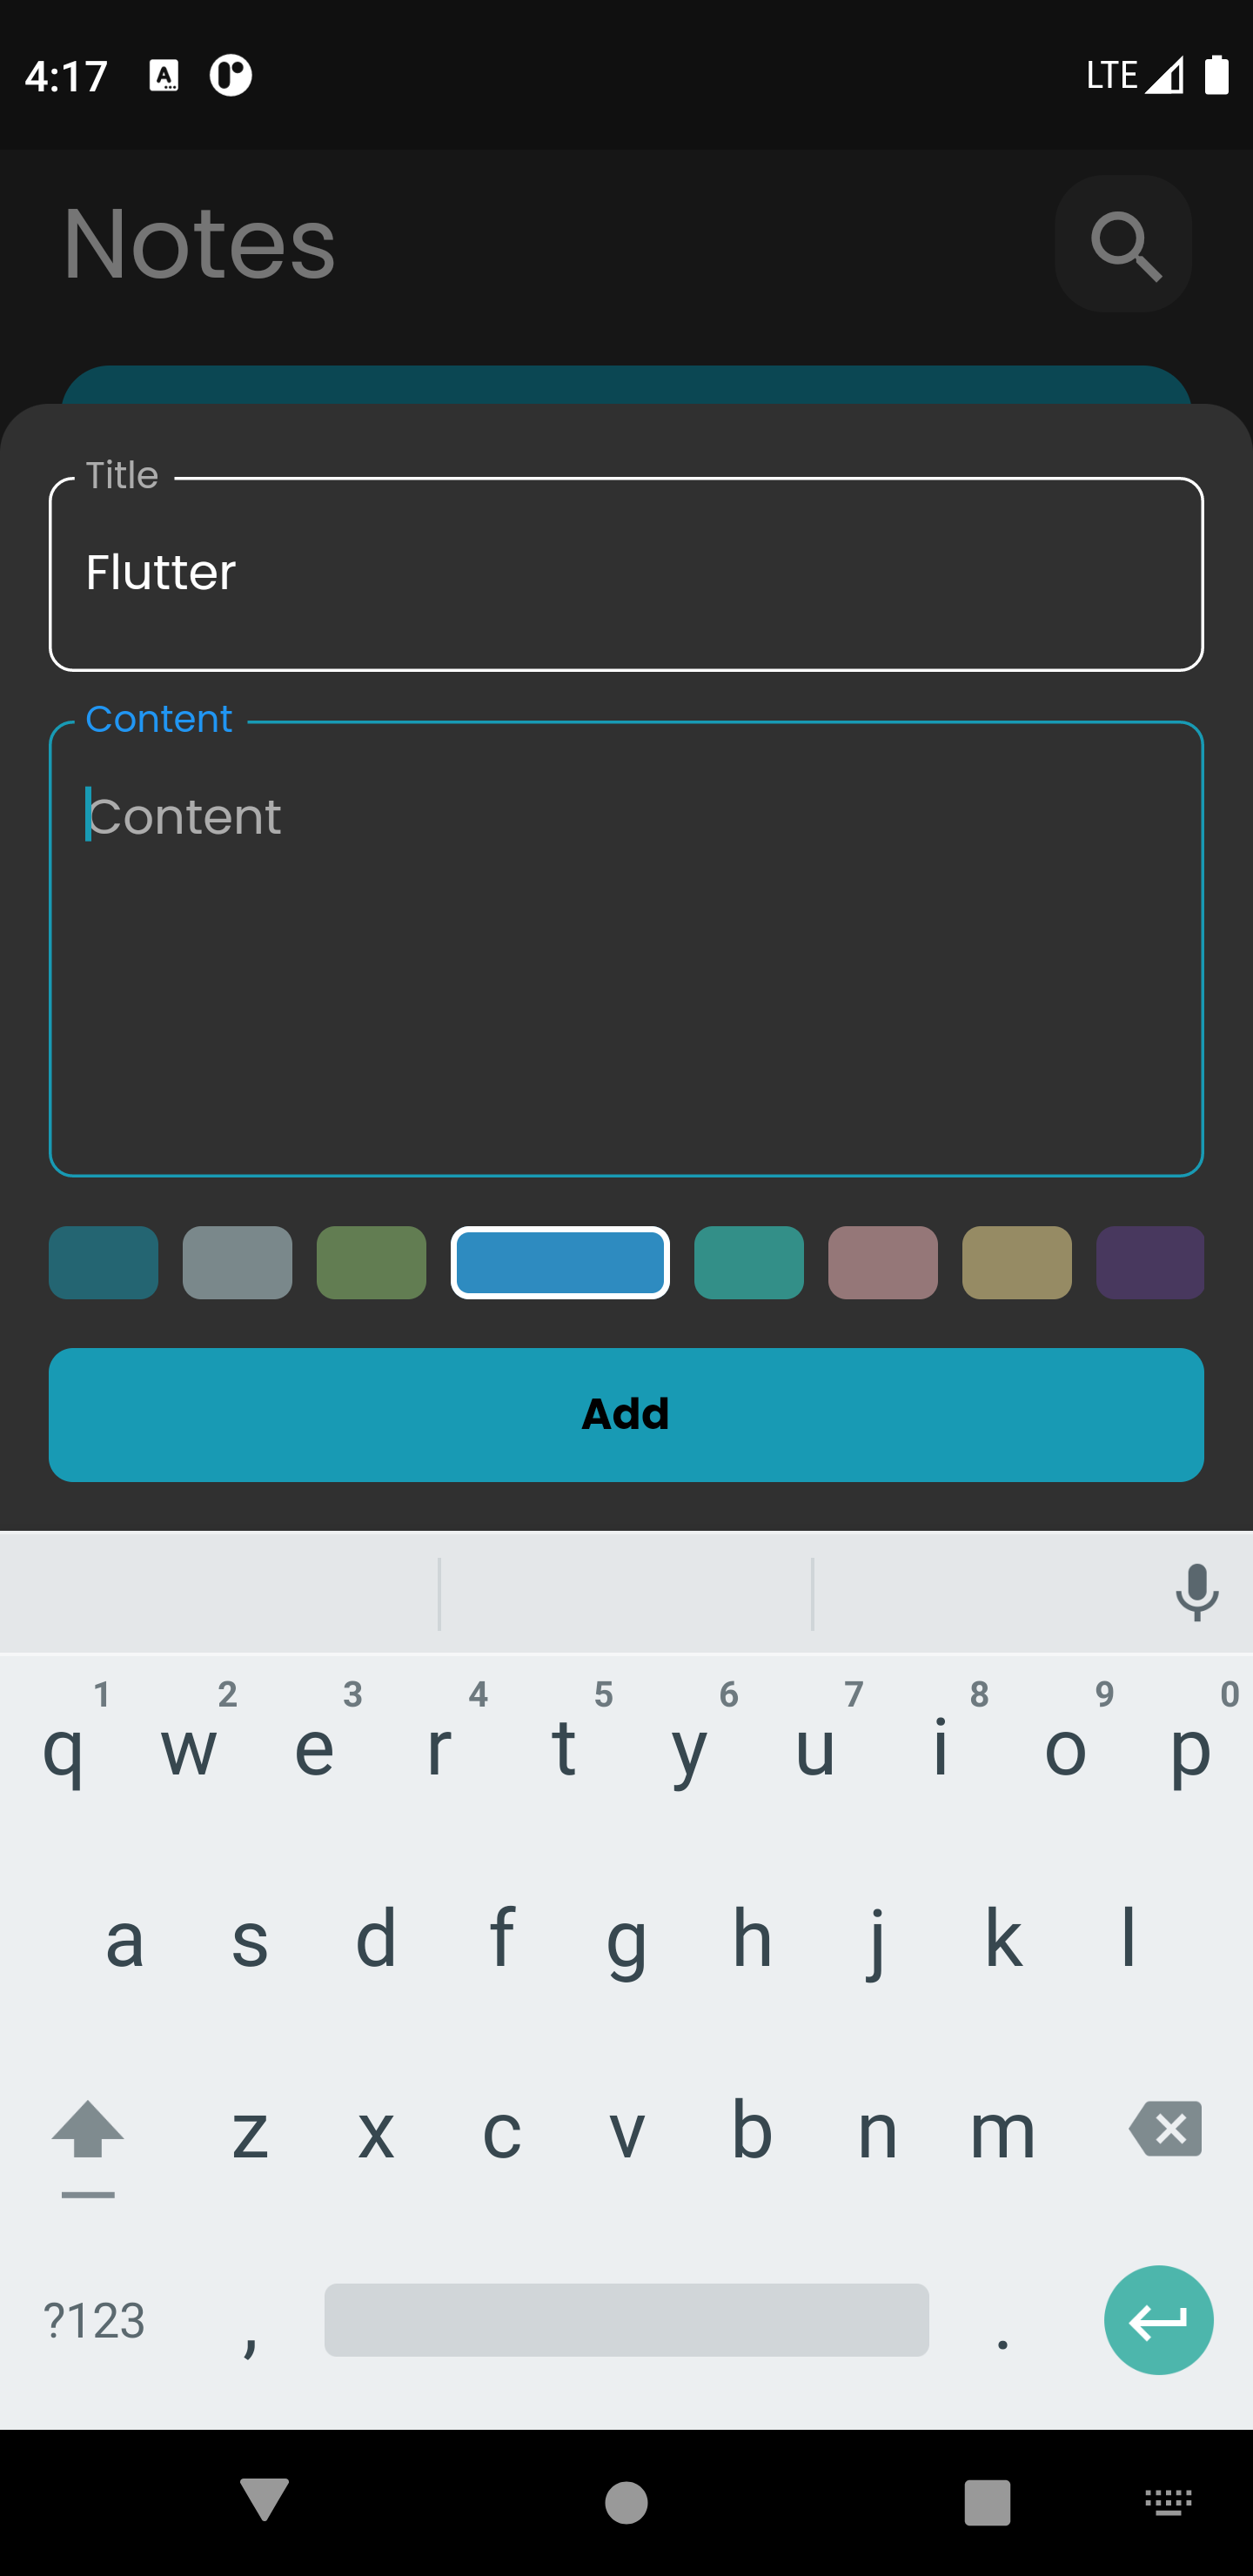 4:17 LTE
Notes
Title
Flutter
Content
Content
Add
1 2 3 4 5 6 7 8 9 0
q w e r t y u i o p
a s d f g h j k l
z x c v b n m
?123 , .